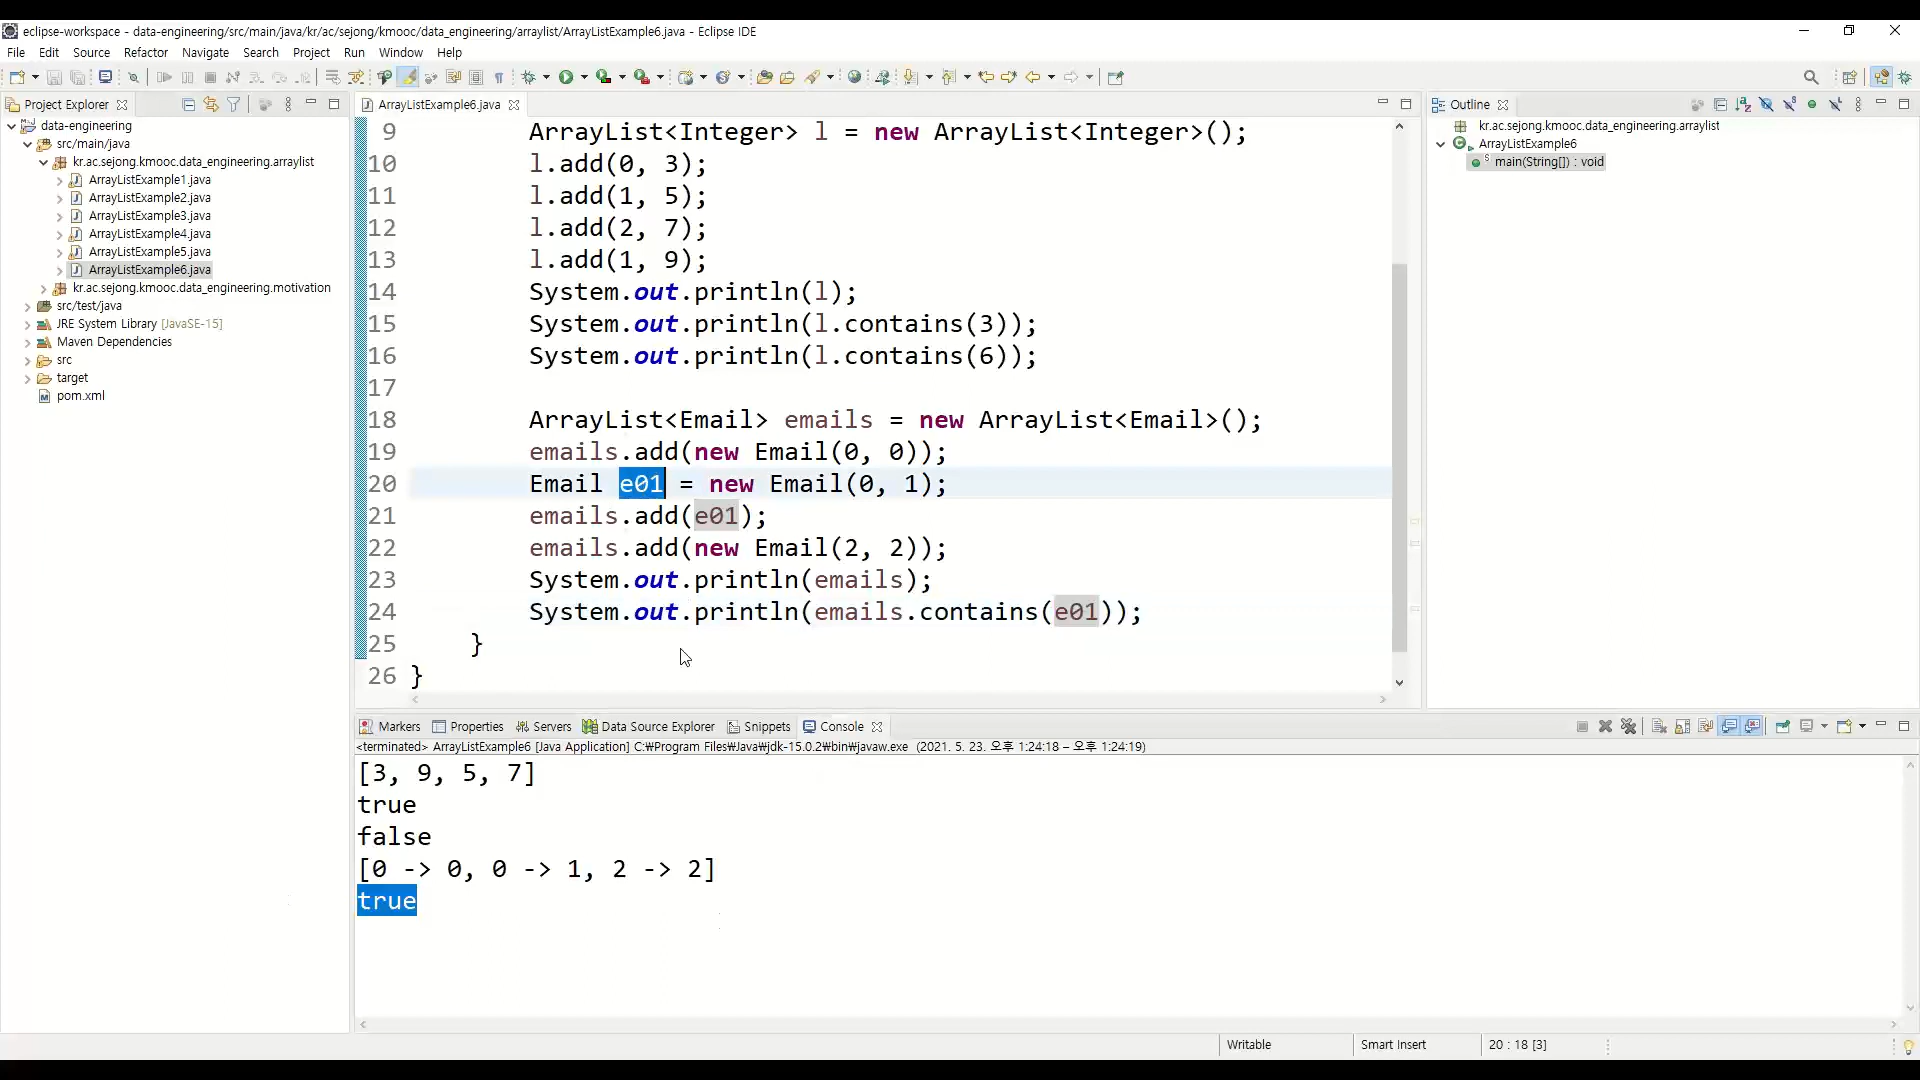 eclipse-workspace - data-engineering/src/main/java/kr/ac/sejong/kmooc/data_engineering/arraylist/ArrayListExample6.java - Eclipse IDE
File Edit Source Refactor Navigate Search Project Run Window Help
Project Explorer
data-engineering
src/main/java
kr.ac.sejong.kmooc.data_engineering.arraylist
ArrayListExample1.java
ArrayListExample2.java
ArrayListExample3.java
ArrayListExample4.java
ArrayListExample5.java
ArrayListExample6.java
kr.ac.sejong.kmooc.data_engineering.motivation
src/test/java
JRE System Library [JavaSE-15]
Maven Dependencies
src
target
pom.xml
ArrayListExample6.java
9 ArrayList<Integer> l = new ArrayList<Integer>();
10 l.add(0, 3);
11 l.add(1, 5);
12 l.add(2, 7);
13 l.add(1, 9);
14 System.out.println(l);
15 System.out.println(l.contains(3));
16 System.out.println(l.contains(6));
17
18 ArrayList<Email> emails = new ArrayList<Email>();
19 emails.add(new Email(0, 0));
20 Email e01 = new Email(0, 1);
21 emails.add(e01);
22 emails.add(new Email(2, 2));
23 System.out.println(emails);
24 System.out.println(emails.contains(e01));
25 }
26 }
Outline
kr.ac.sejong.kmooc.data_engineering.arraylist
ArrayListExample6
main(String[]) : void
Markers Properties Servers Data Source Explorer Snippets Console
<terminated> ArrayListExample6 [Java Application] C:₩Program Files₩Java₩jdk-15.0.2₩bin₩javaw.exe (2021. 5. 23. 오후 1:24:18 – 오후 1:24:19)
[3, 9, 5, 7]
true
false
[0 -> 0, 0 -> 1, 2 -> 2]
true
Writable Smart Insert 20 : 18 [3]